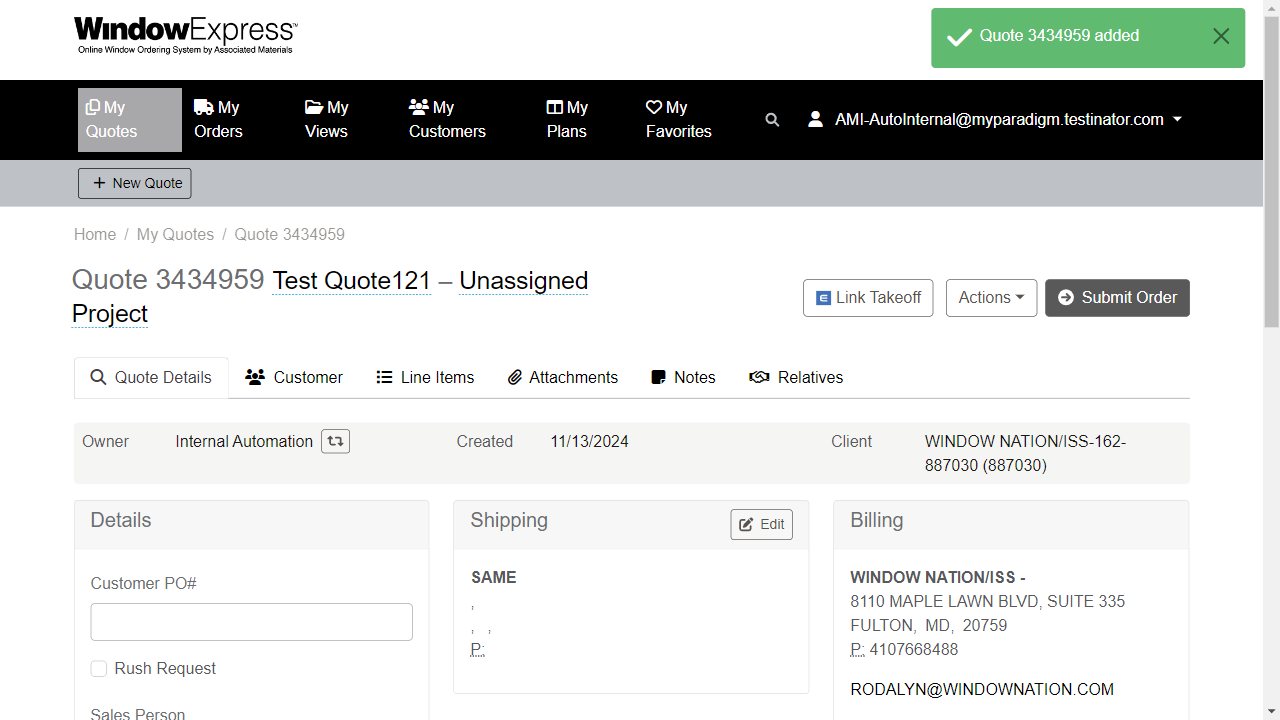 WindowExpress™
Online Window Ordering System by Associated Materials
Quote 3434959 added
My Quotes
My Orders
My Views
My Customers
My Plans
My Favorites
AMI-AutoInternal@myparadigm.testinator.com
New Quote
Home / My Quotes / Quote 3434959
Quote 3434959 Test Quote121 – Unassigned
Project
Link Takeoff
Actions
Submit Order
Quote Details
Customer
Line Items
Attachments
Notes
Relatives
Owner
Internal Automation
Created
11/13/2024
Client
WINDOW NATION/ISS-162-
887030 (887030)
Details
Customer PO#
Rush Request
Sales Person
Shipping
Edit
SAME
,
, ,
P:
Billing
WINDOW NATION/ISS -
8110 MAPLE LAWN BLVD, SUITE 335
FULTON, MD, 20759
P: 4107668488
RODALYN@WINDOWNATION.COM